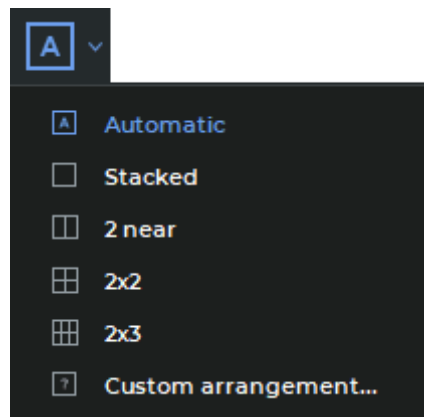 A
A Automatic
Stacked
2 near
2x2
2x3
? Custom arrangement...